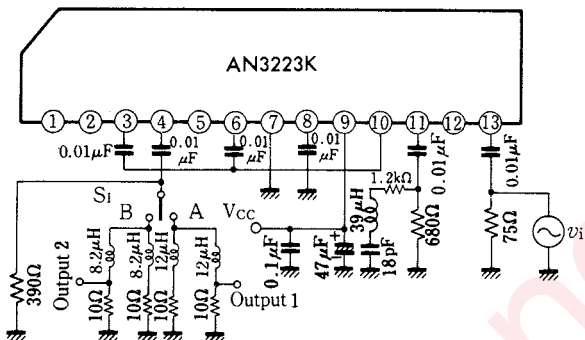 AN3223K
1 2 3 4 5 6 7 8 9 10 11 12 13
0.01μF
0.01
μF
0.01
μF
0.01
μF
0.01
μF
0.01μF
1.2kΩ
S1
B
A
VCC
39μH
18pF
680Ω
75Ω
vi
390Ω
Output 2
8.2μH
10Ω
8.2μH
10Ω
12μH
10Ω
12μH
10Ω
Output 1
0.1μF
47μF
+